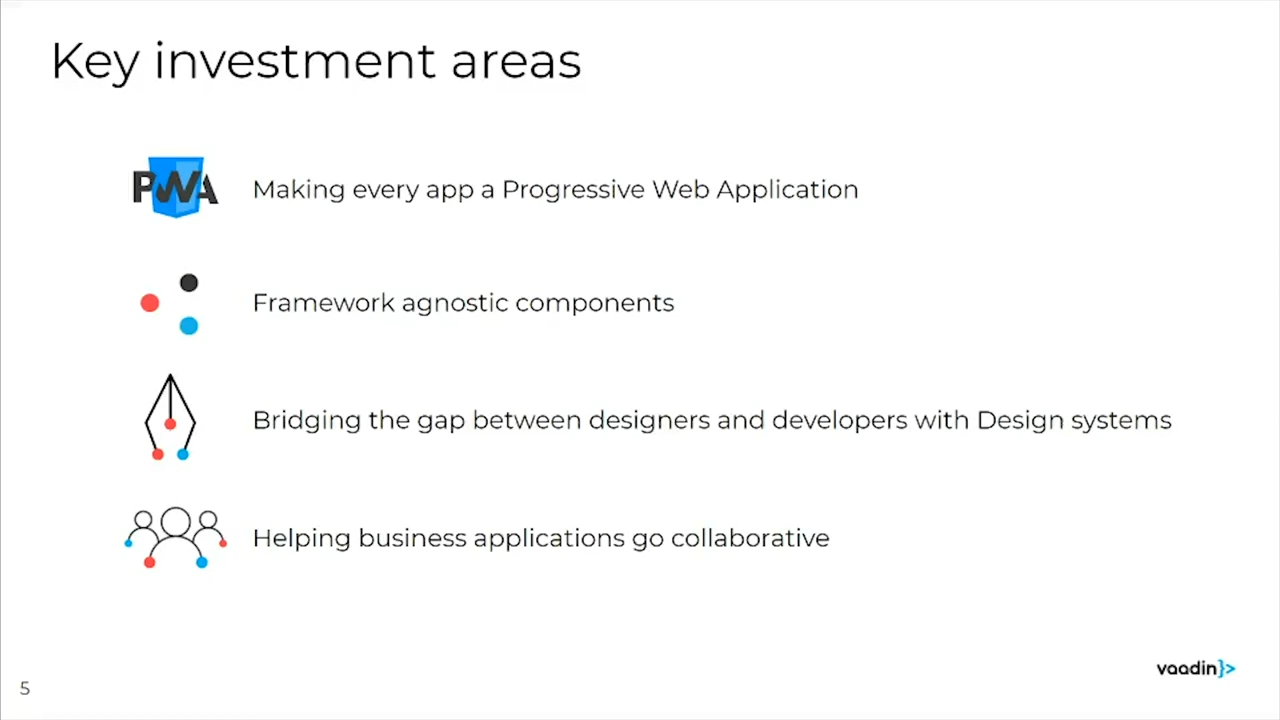 Key investment areas
PWA
Making every app a Progressive Web Application
Framework agnostic components
Bridging the gap between designers and developers with Design systems
Helping business applications go collaborative
vaadin}>
5